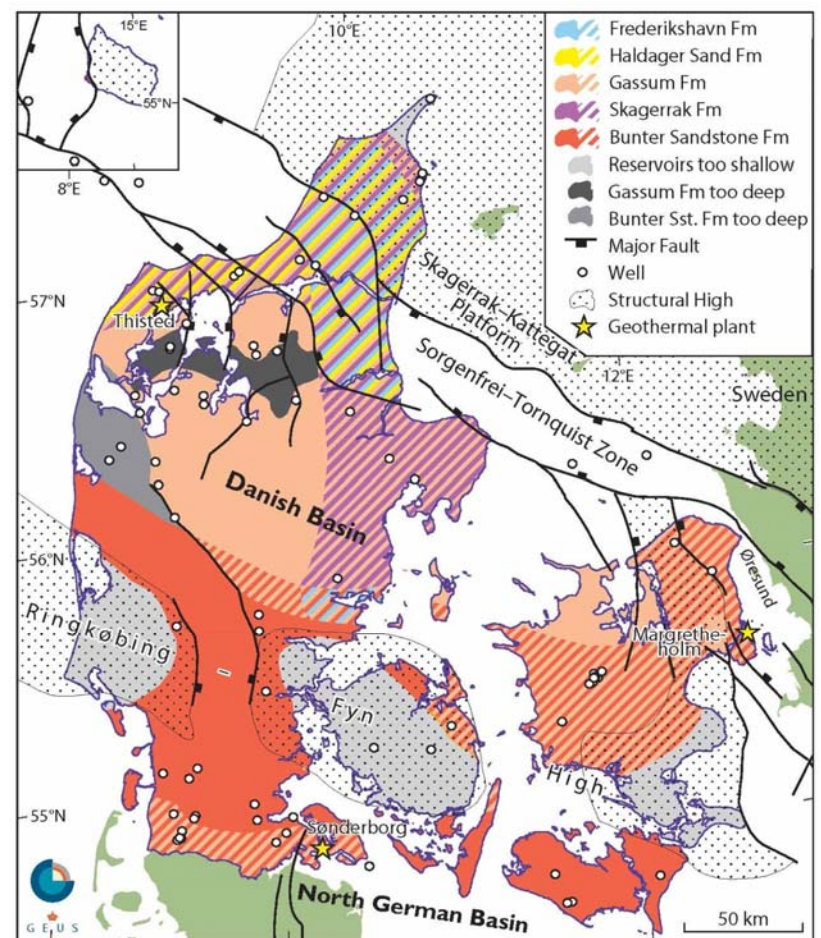 15°E
55°N
8°E
10°E
Frederikshavn Fm
Haldager Sand Fm
Gassum Fm
Skagerrak Fm
Bunter Sandstone Fm
Reservoirs too shallow
Gassum Fm too deep
Bunter Sst. Fm too deep
Major Fault
Well
Structural High
Geothermal plant
57°N
Thisted
Skagerrak–Kattegat
Platform
12°E
Sorgenfrei–Tornquist Zone
Sweden
Danish Basin
56°N
Øresund
Ringkøbing
Margrethe-
holm
Fyn
High
55°N
Sønderborg
North German Basin
GEUS
50 km